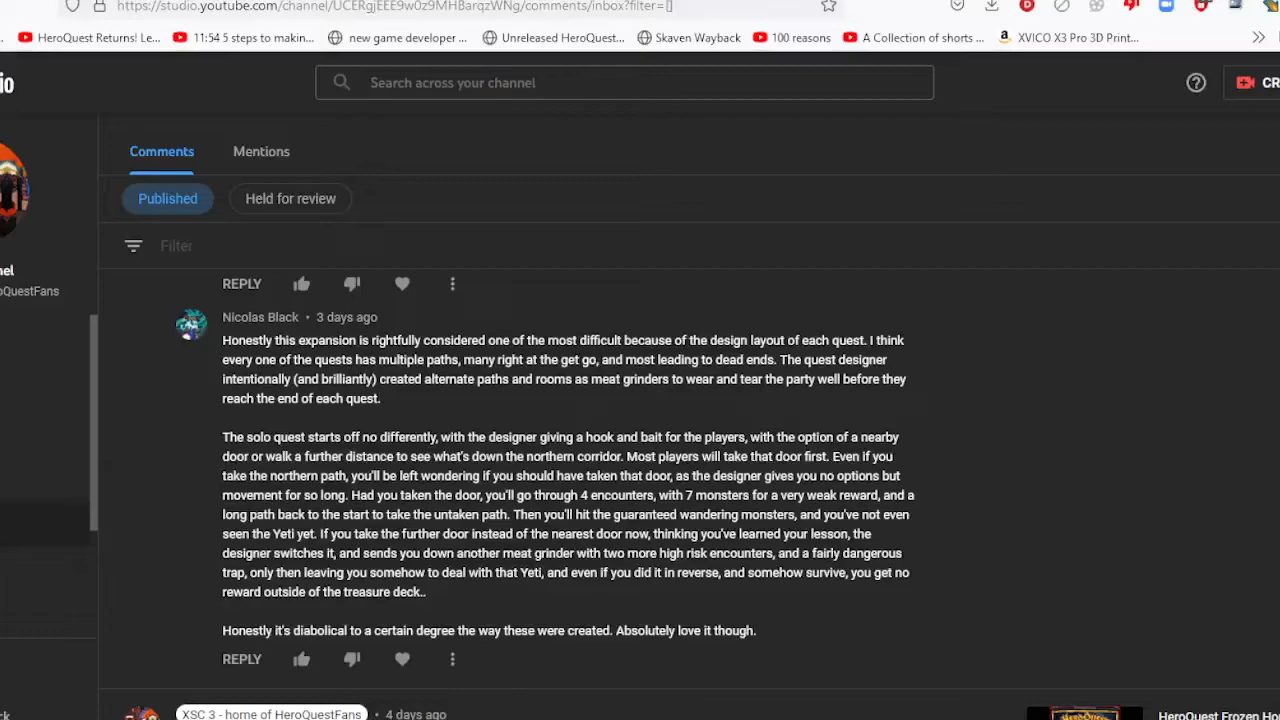 https://studio.youtube.com/channel/UCERgjEEE9w0z9MHBarqzWNg/comments/inbox?filter=[]
HeroQuest Returns! Le...
11:54 5 steps to makin...
new game developer ...
Unreleased HeroQuest...
Skaven Wayback
100 reasons
A Collection of shorts ...
XVICO X3 Pro 3D Print...
io
Search across your channel
CR
Comments
Mentions
Published
Held for review
Filter
nel
oQuestFans
REPLY
Nicolas Black • 3 days ago
Honestly this expansion is rightfully considered one of the most difficult because of the design layout of each quest. I think
every one of the quests has multiple paths, many right at the get go, and most leading to dead ends. The quest designer
intentionally (and brilliantly) created alternate paths and rooms as meat grinders to wear and tear the party well before they
reach the end of each quest.
The solo quest starts off no differently, with the designer giving a hook and bait for the players, with the option of a nearby
door or walk a further distance to see what's down the northern corridor. Most players will take that door first. Even if you
take the northern path, you'll be left wondering if you should have taken that door, as the designer gives you no options but
movement for so long. Had you taken the door, you'll go through 4 encounters, with 7 monsters for a very weak reward, and a
long path back to the start to take the untaken path. Then you'll hit the guaranteed wandering monsters, and you've not even
seen the Yeti yet. If you take the further door instead of the nearest door now, thinking you've learned your lesson, the
designer switches it, and sends you down another meat grinder with two more high risk encounters, and a fairly dangerous
trap, only then leaving you somehow to deal with that Yeti, and even if you did it in reverse, and somehow survive, you get no
reward outside of the treasure deck..
Honestly it's diabolical to a certain degree the way these were created. Absolutely love it though.
REPLY
XSC 3 - home of HeroQuestFans • 4 days ago
HeroQuest Frozen Ho